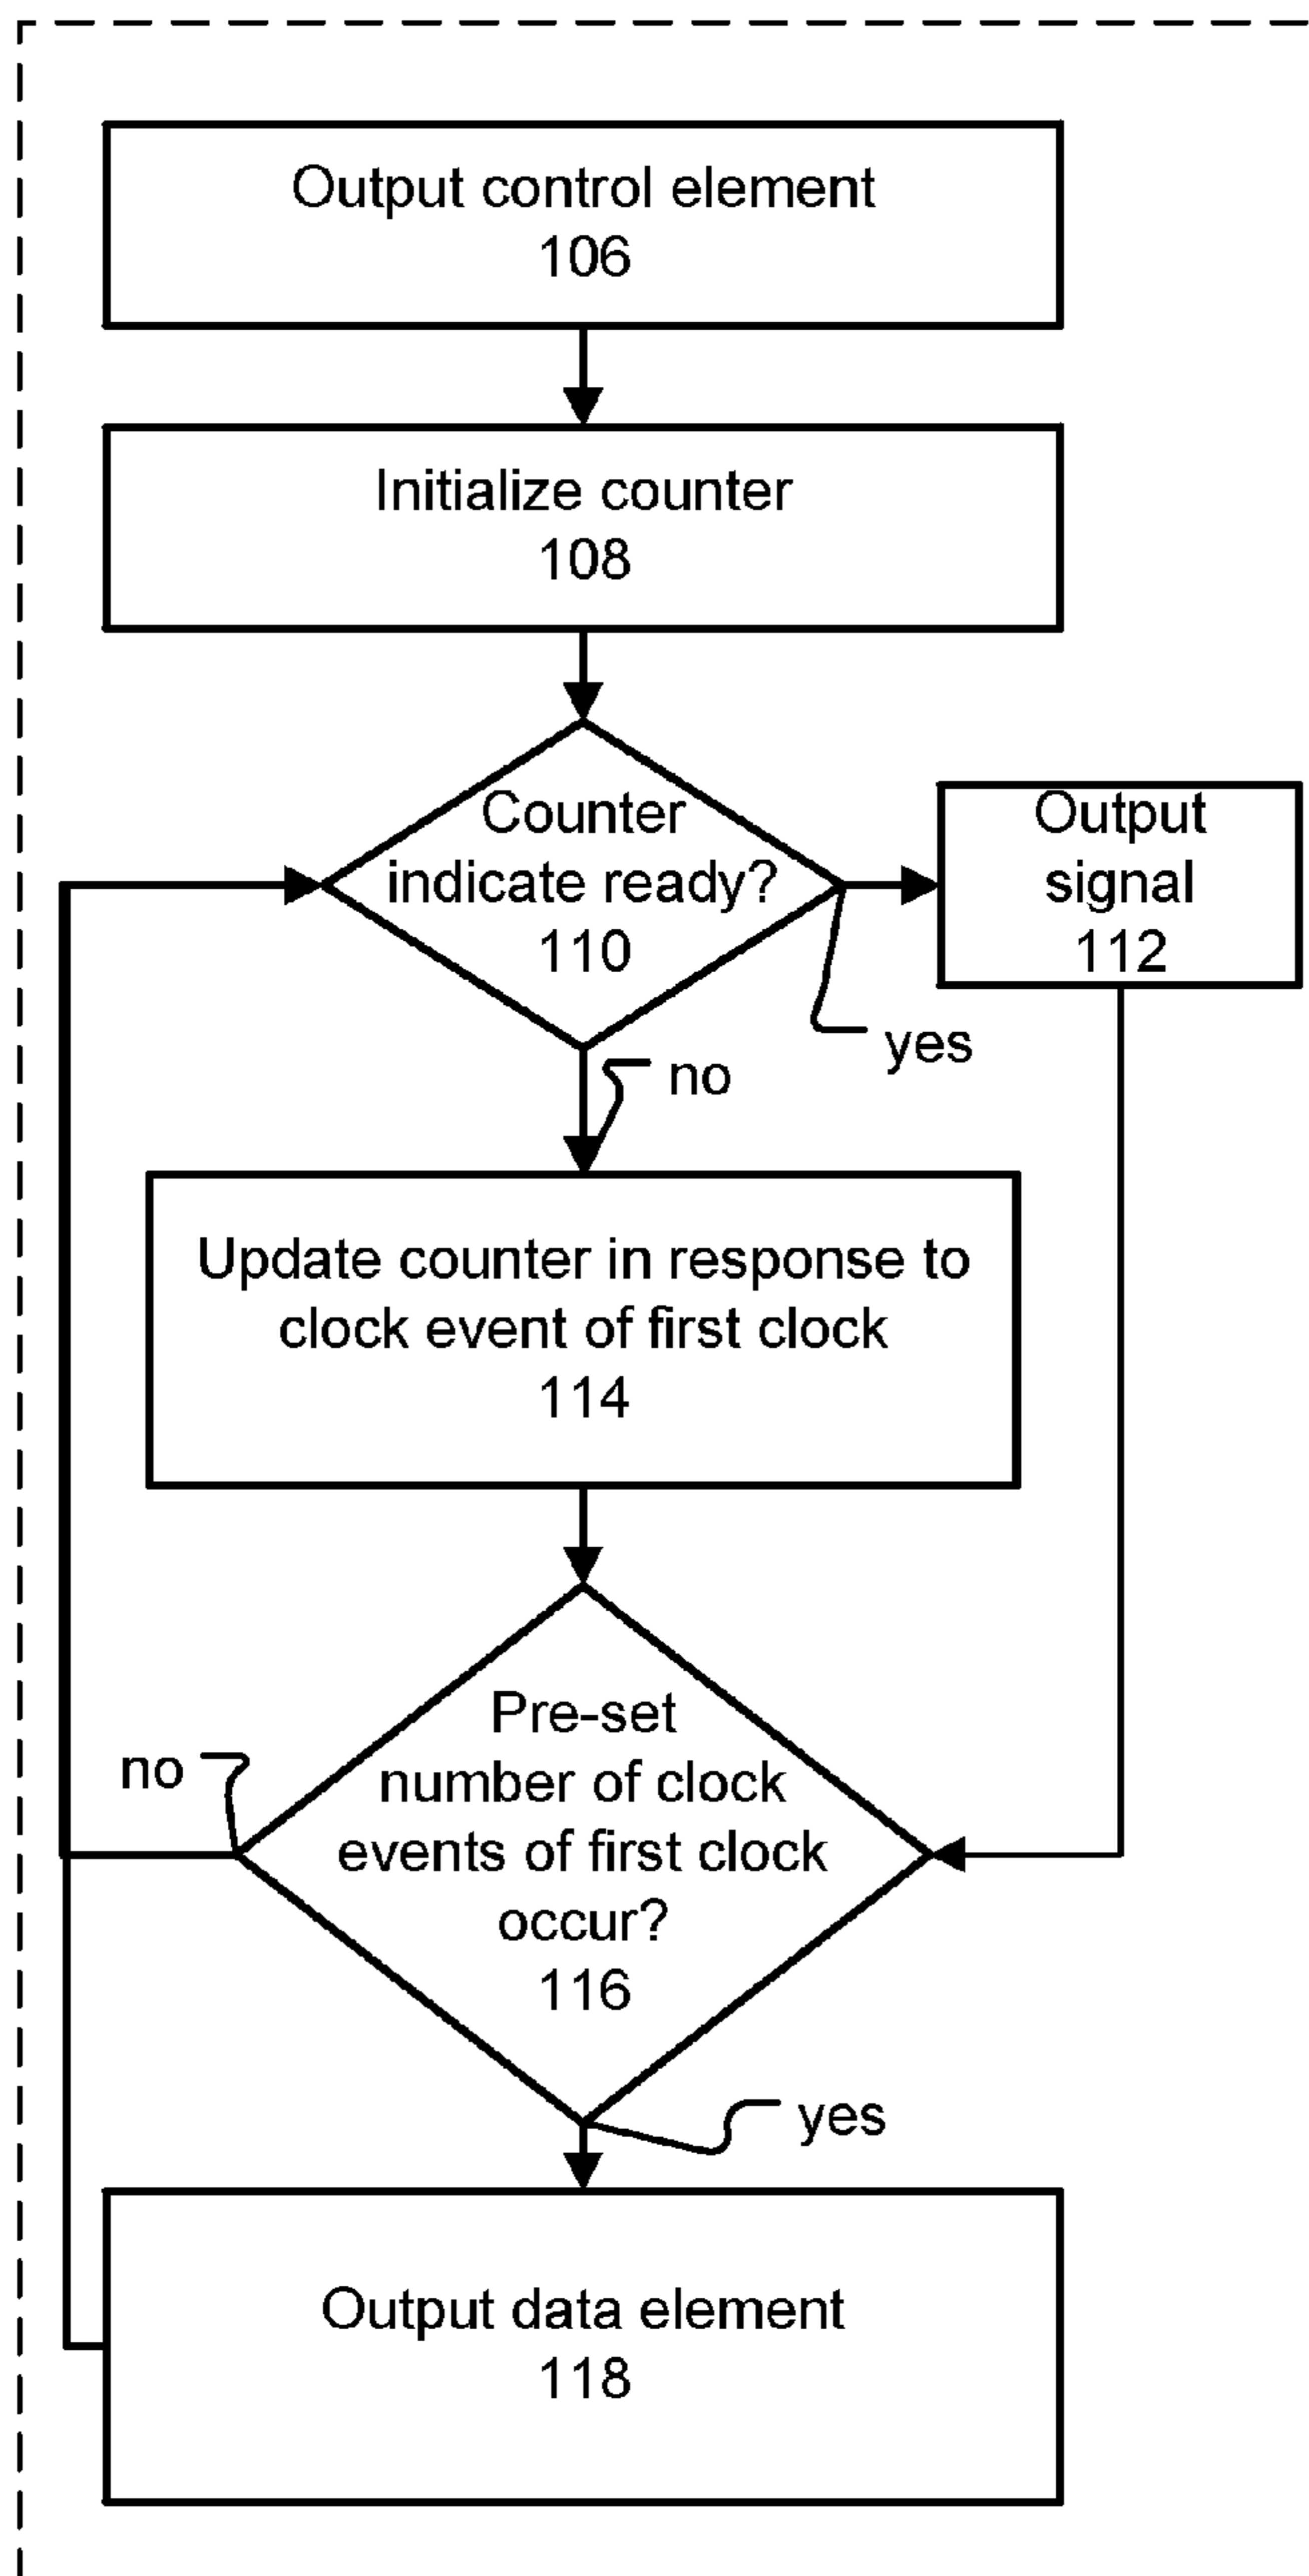 Output control element
106
Initialize counter
108
Counter
indicate ready?
110
Output
signal
112
yes
no
Update counter in response to
clock event of first clock
114
Pre-set
number of clock
events of first clock
occur?
116
no
yes
Output data element
118